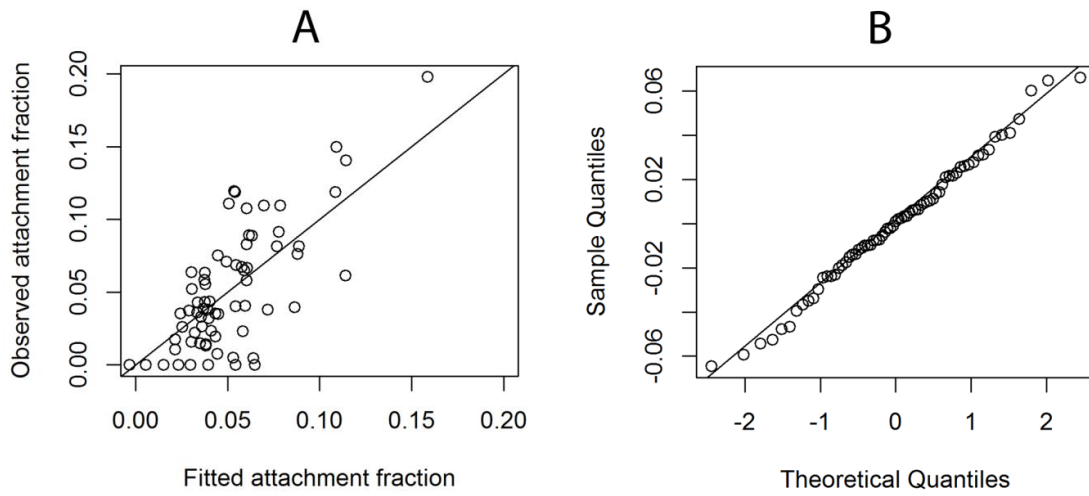 A
Observed attachment fraction
0.20
0.15
0.10
0.05
0.00
0.00 0.05 0.10 0.15 0.20
Fitted attachment fraction
B
Sample Quantiles
0.06
0.02
-0.02
-0.06
-2 -1 0 1 2
Theoretical Quantiles